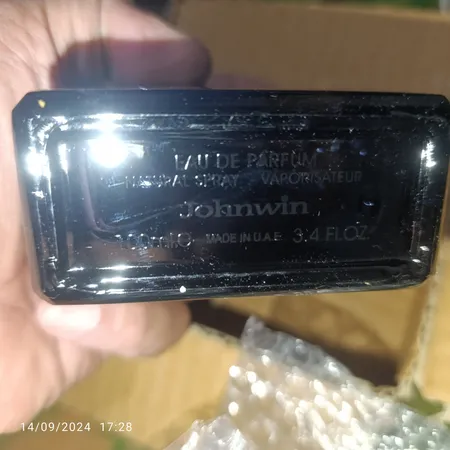 EAU DE PARFUM
NATURAL SPRAY VAPORISATEUR
Johnwin
100ml℮ MADE IN U.A.E 3.4 FL.OZ
14/09/2024 17:28